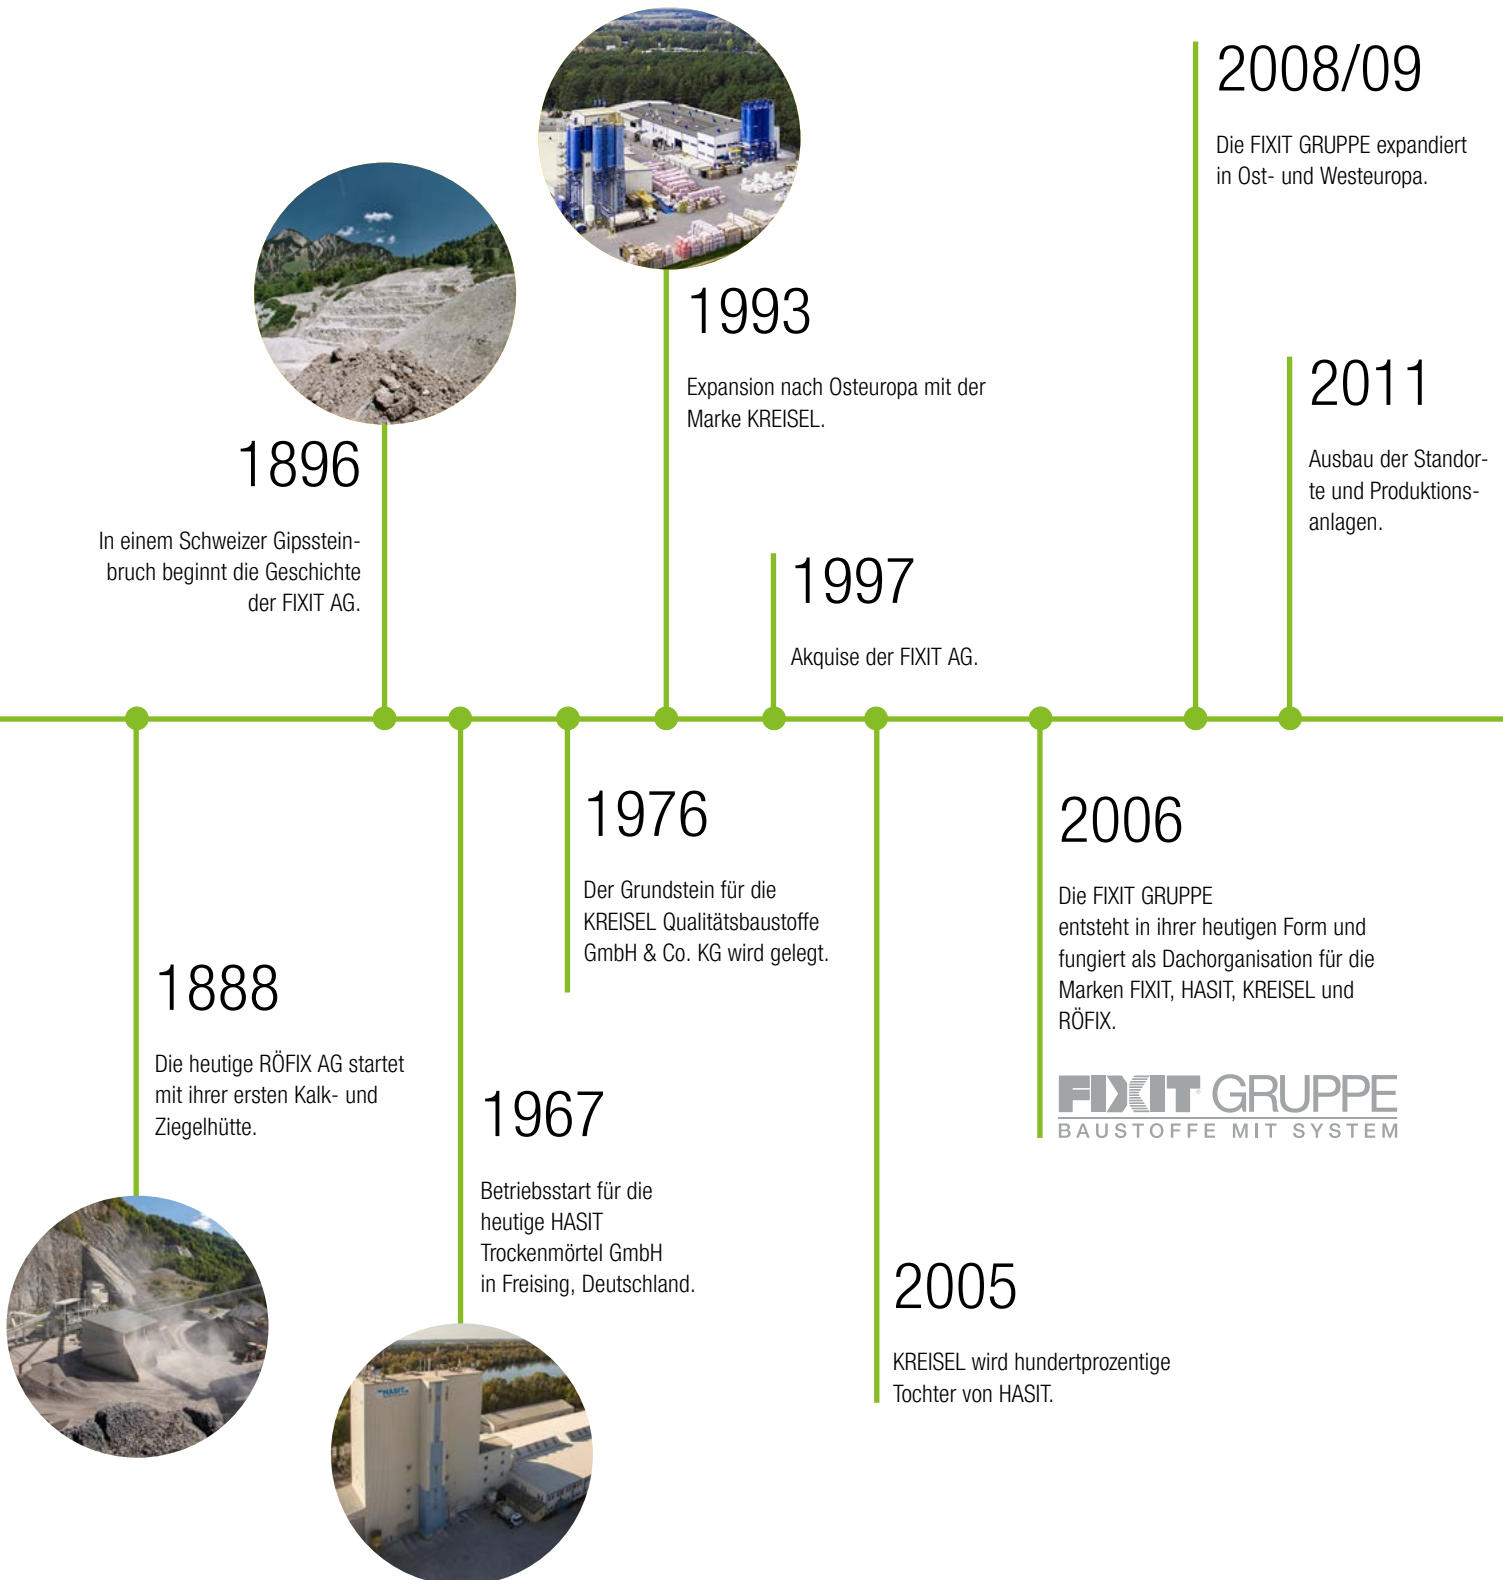 1888
Die heutige RÖFIX AG startet
mit ihrer ersten Kalk- und
Ziegelhütte.
1896
In einem Schweizer Gipsstein-
bruch beginnt die Geschichte
der FIXIT AG.
1967
Betriebsstart für die
heutige HASIT
Trockenmörtel GmbH
in Freising, Deutschland.
HASIT
1976
Der Grundstein für die
KREISEL Qualitätsbaustoffe
GmbH & Co. KG wird gelegt.
1993
Expansion nach Osteuropa mit der
Marke KREISEL.
1997
Akquise der FIXIT AG.
2005
KREISEL wird hundertprozentige
Tochter von HASIT.
2006
Die FIXIT GRUPPE
entsteht in ihrer heutigen Form und
fungiert als Dachorganisation für die
Marken FIXIT, HASIT, KREISEL und
RÖFIX.
FIXIT GRUPPE
BAUSTOFFE MIT SYSTEM
2008/09
Die FIXIT GRUPPE expandiert
in Ost- und Westeuropa.
2011
Ausbau der Standor-
te und Produktions-
anlagen.